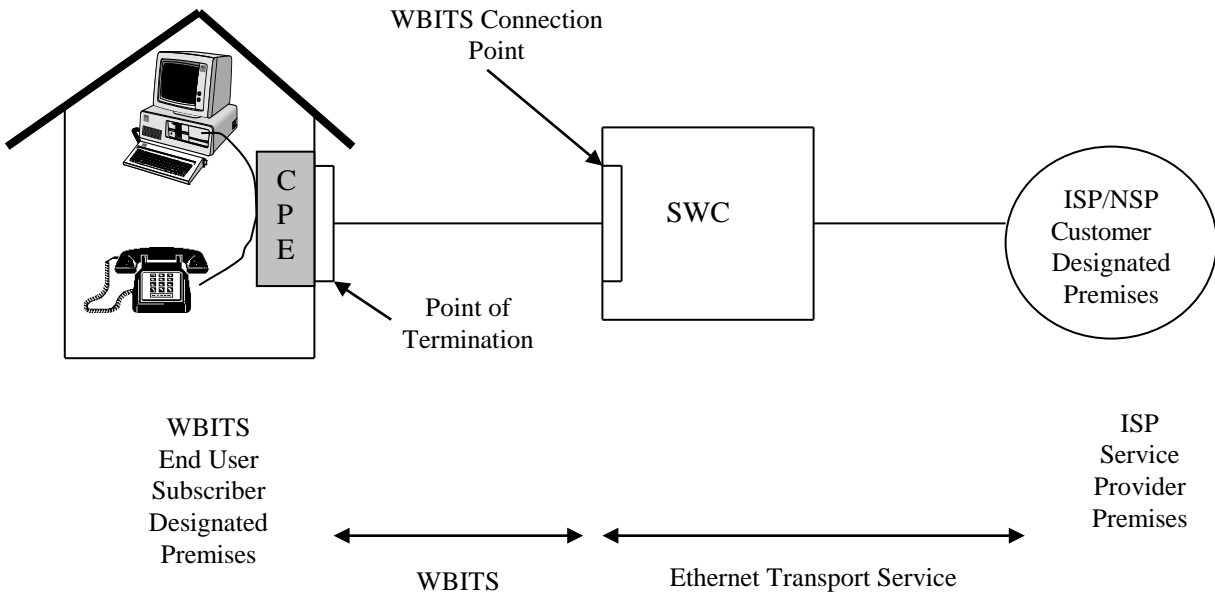 WBITS Connection
Point
C
P
E
SWC
ISP/NSP
Customer
Designated
Premises
Point of
Termination
WBITS
End User
Subscriber
Designated
Premises
ISP
Service
Provider
Premises
WBITS
Ethernet Transport Service